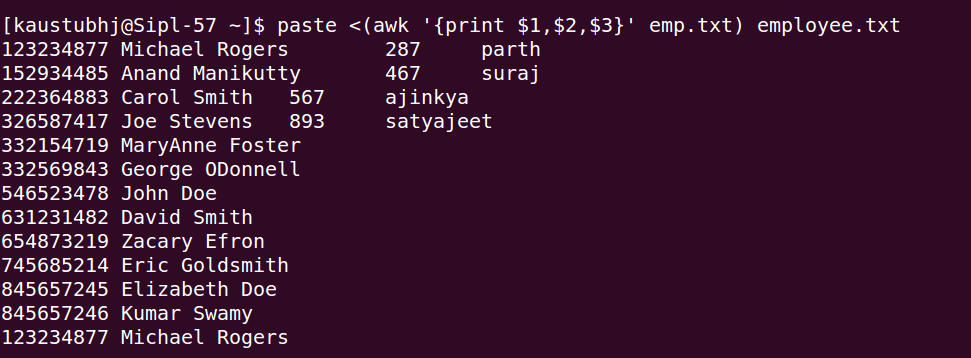 [kaustubhj@Sipl-57 ~]$ paste <(awk '{print $1,$2,$3}' emp.txt) employee.txt
123234877 Michael Rogers        287     parth
152934485 Anand Manikutty       467     suraj
222364883 Carol Smith   567     ajinkya
326587417 Joe Stevens   893     satyajeet
332154719 MaryAnne Foster
332569843 George ODonnell
546523478 John Doe
631231482 David Smith
654873219 Zacary Efron
745685214 Eric Goldsmith
845657245 Elizabeth Doe
845657246 Kumar Swamy
123234877 Michael Rogers